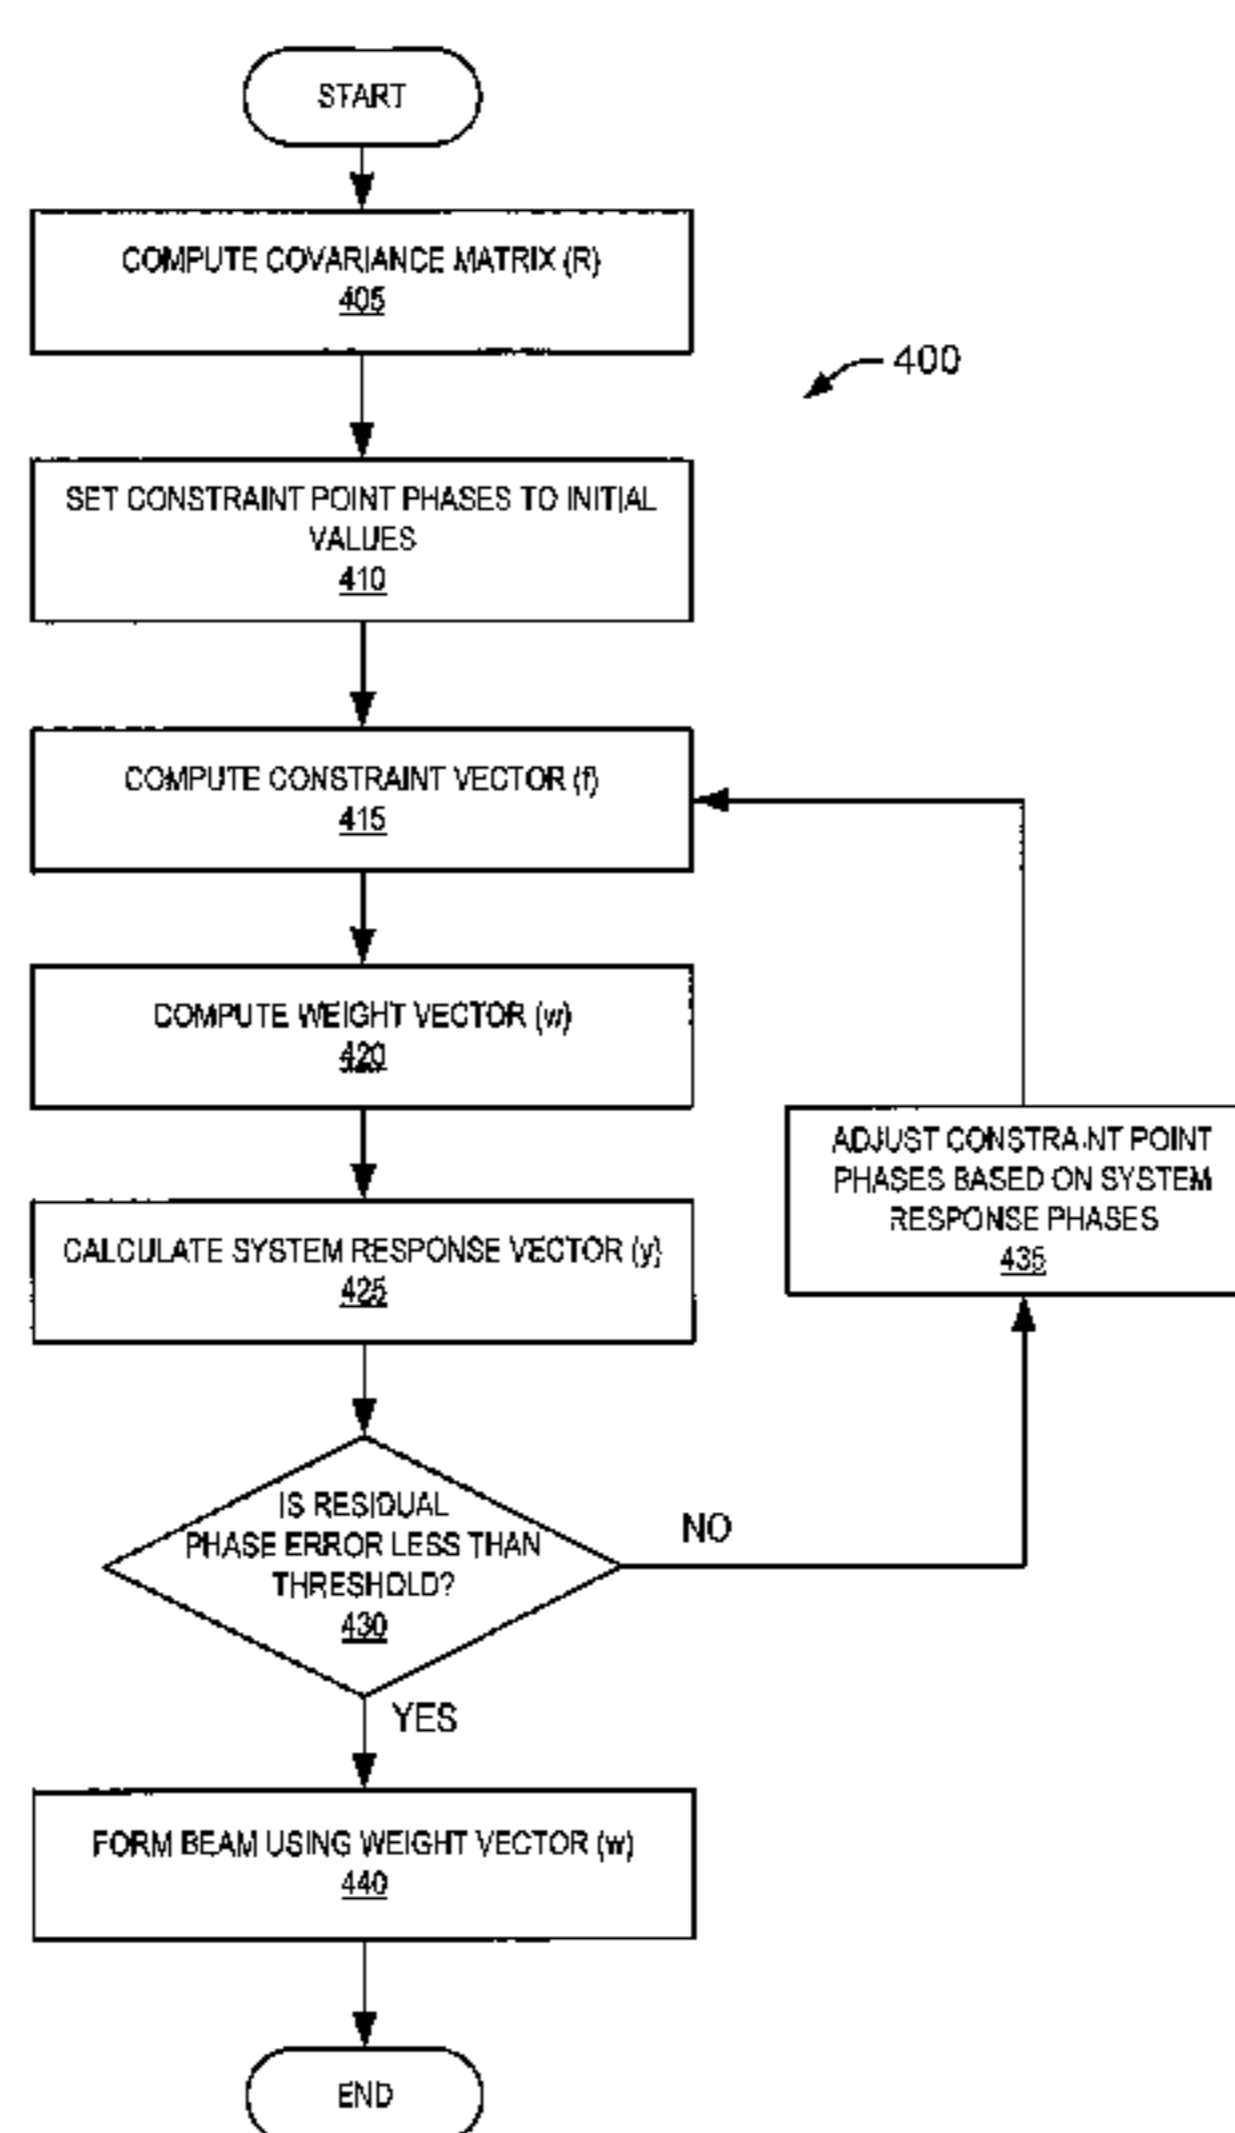 START
COMPUTE COVARIANCE MATRIX (R)
405
400
SET CONSTRAINT POINT PHASES TO INITIAL
VALUES
410
COMPUTE CONSTRAINT VECTOR (f)
415
COMPUTE WEIGHT VECTOR (w)
420
ADJUST CONSTRAINT POINT
PHASES BASED ON SYSTEM
RESPONSE PHASES
435
CALCULATE SYSTEM RESPONSE VECTOR (y)
425
IS RESIDUAL
PHASE ERROR LESS THAN
THRESHOLD?
430
NO
YES
FORM BEAM USING WEIGHT VECTOR (w)
440
END